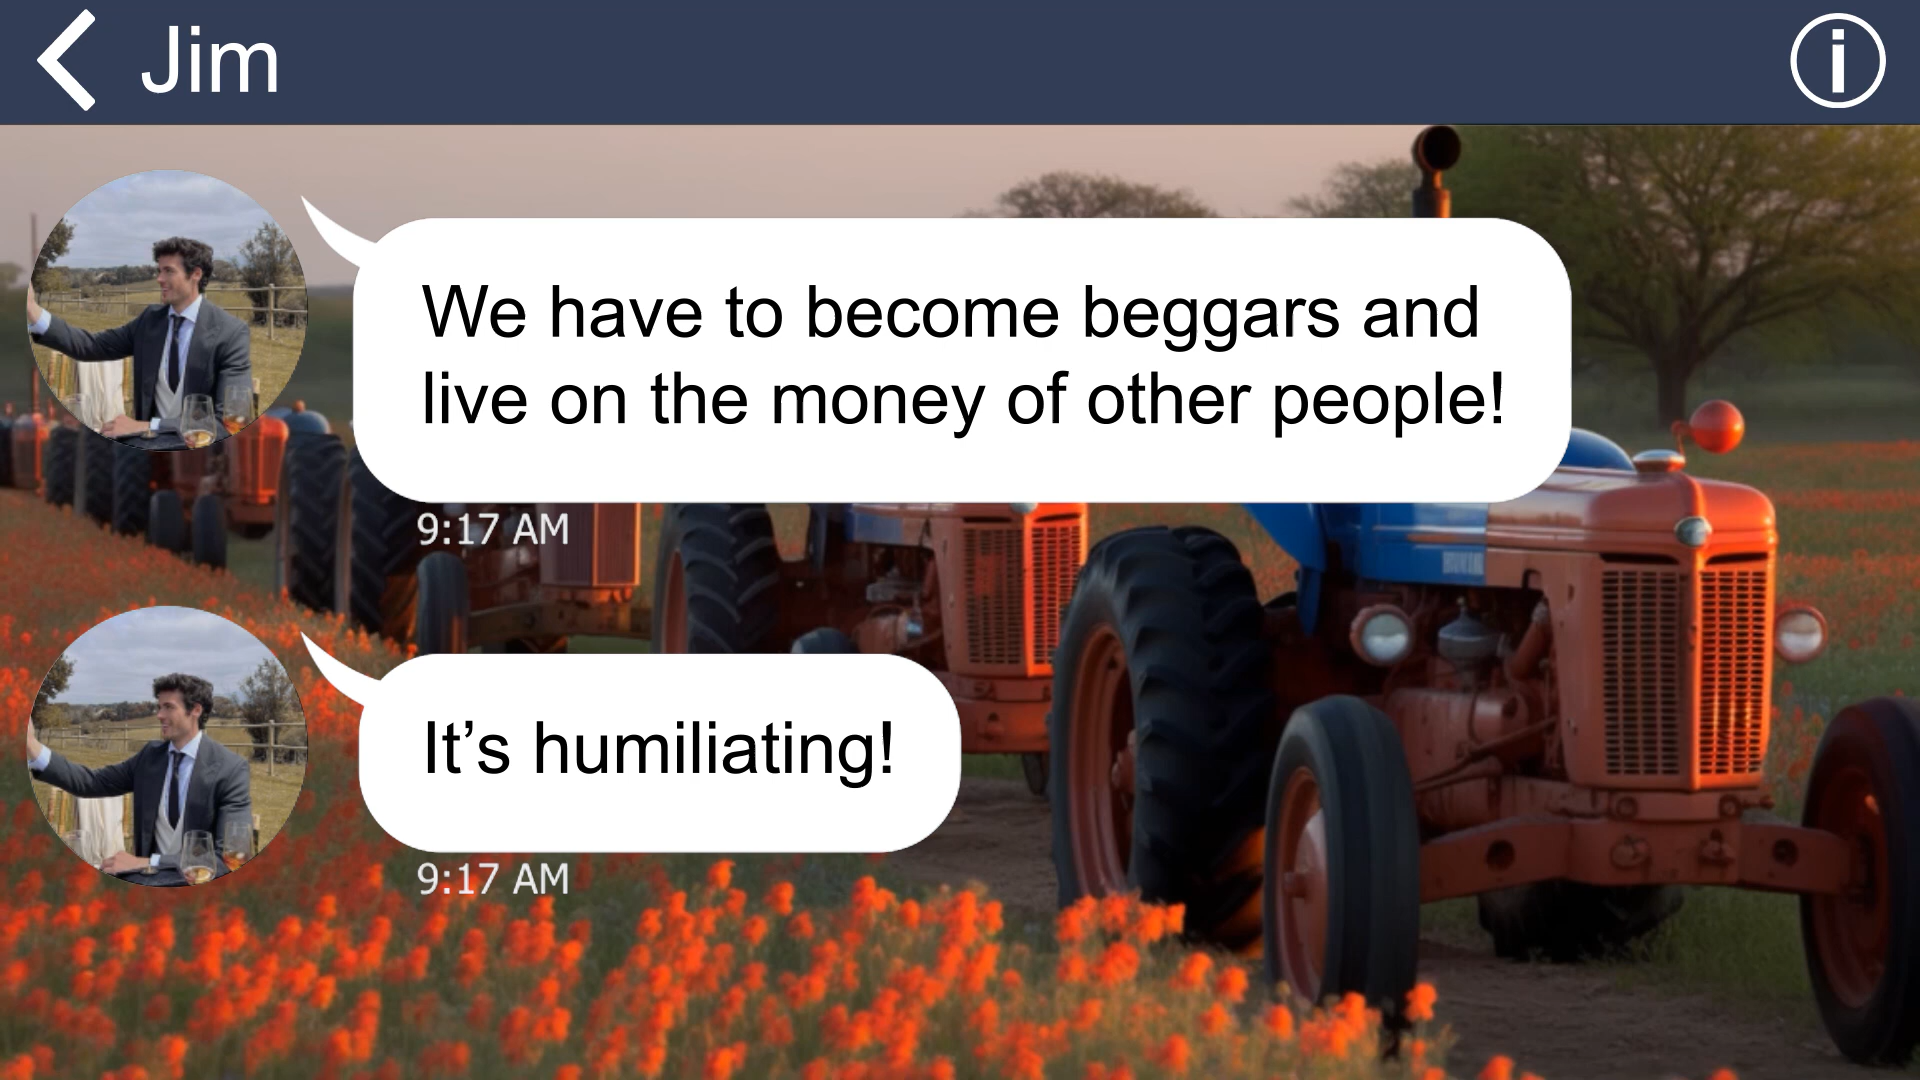 Jim
We have to become beggars and
live on the money of other people!
9:17 AM
It’s humiliating!
9:17 AM